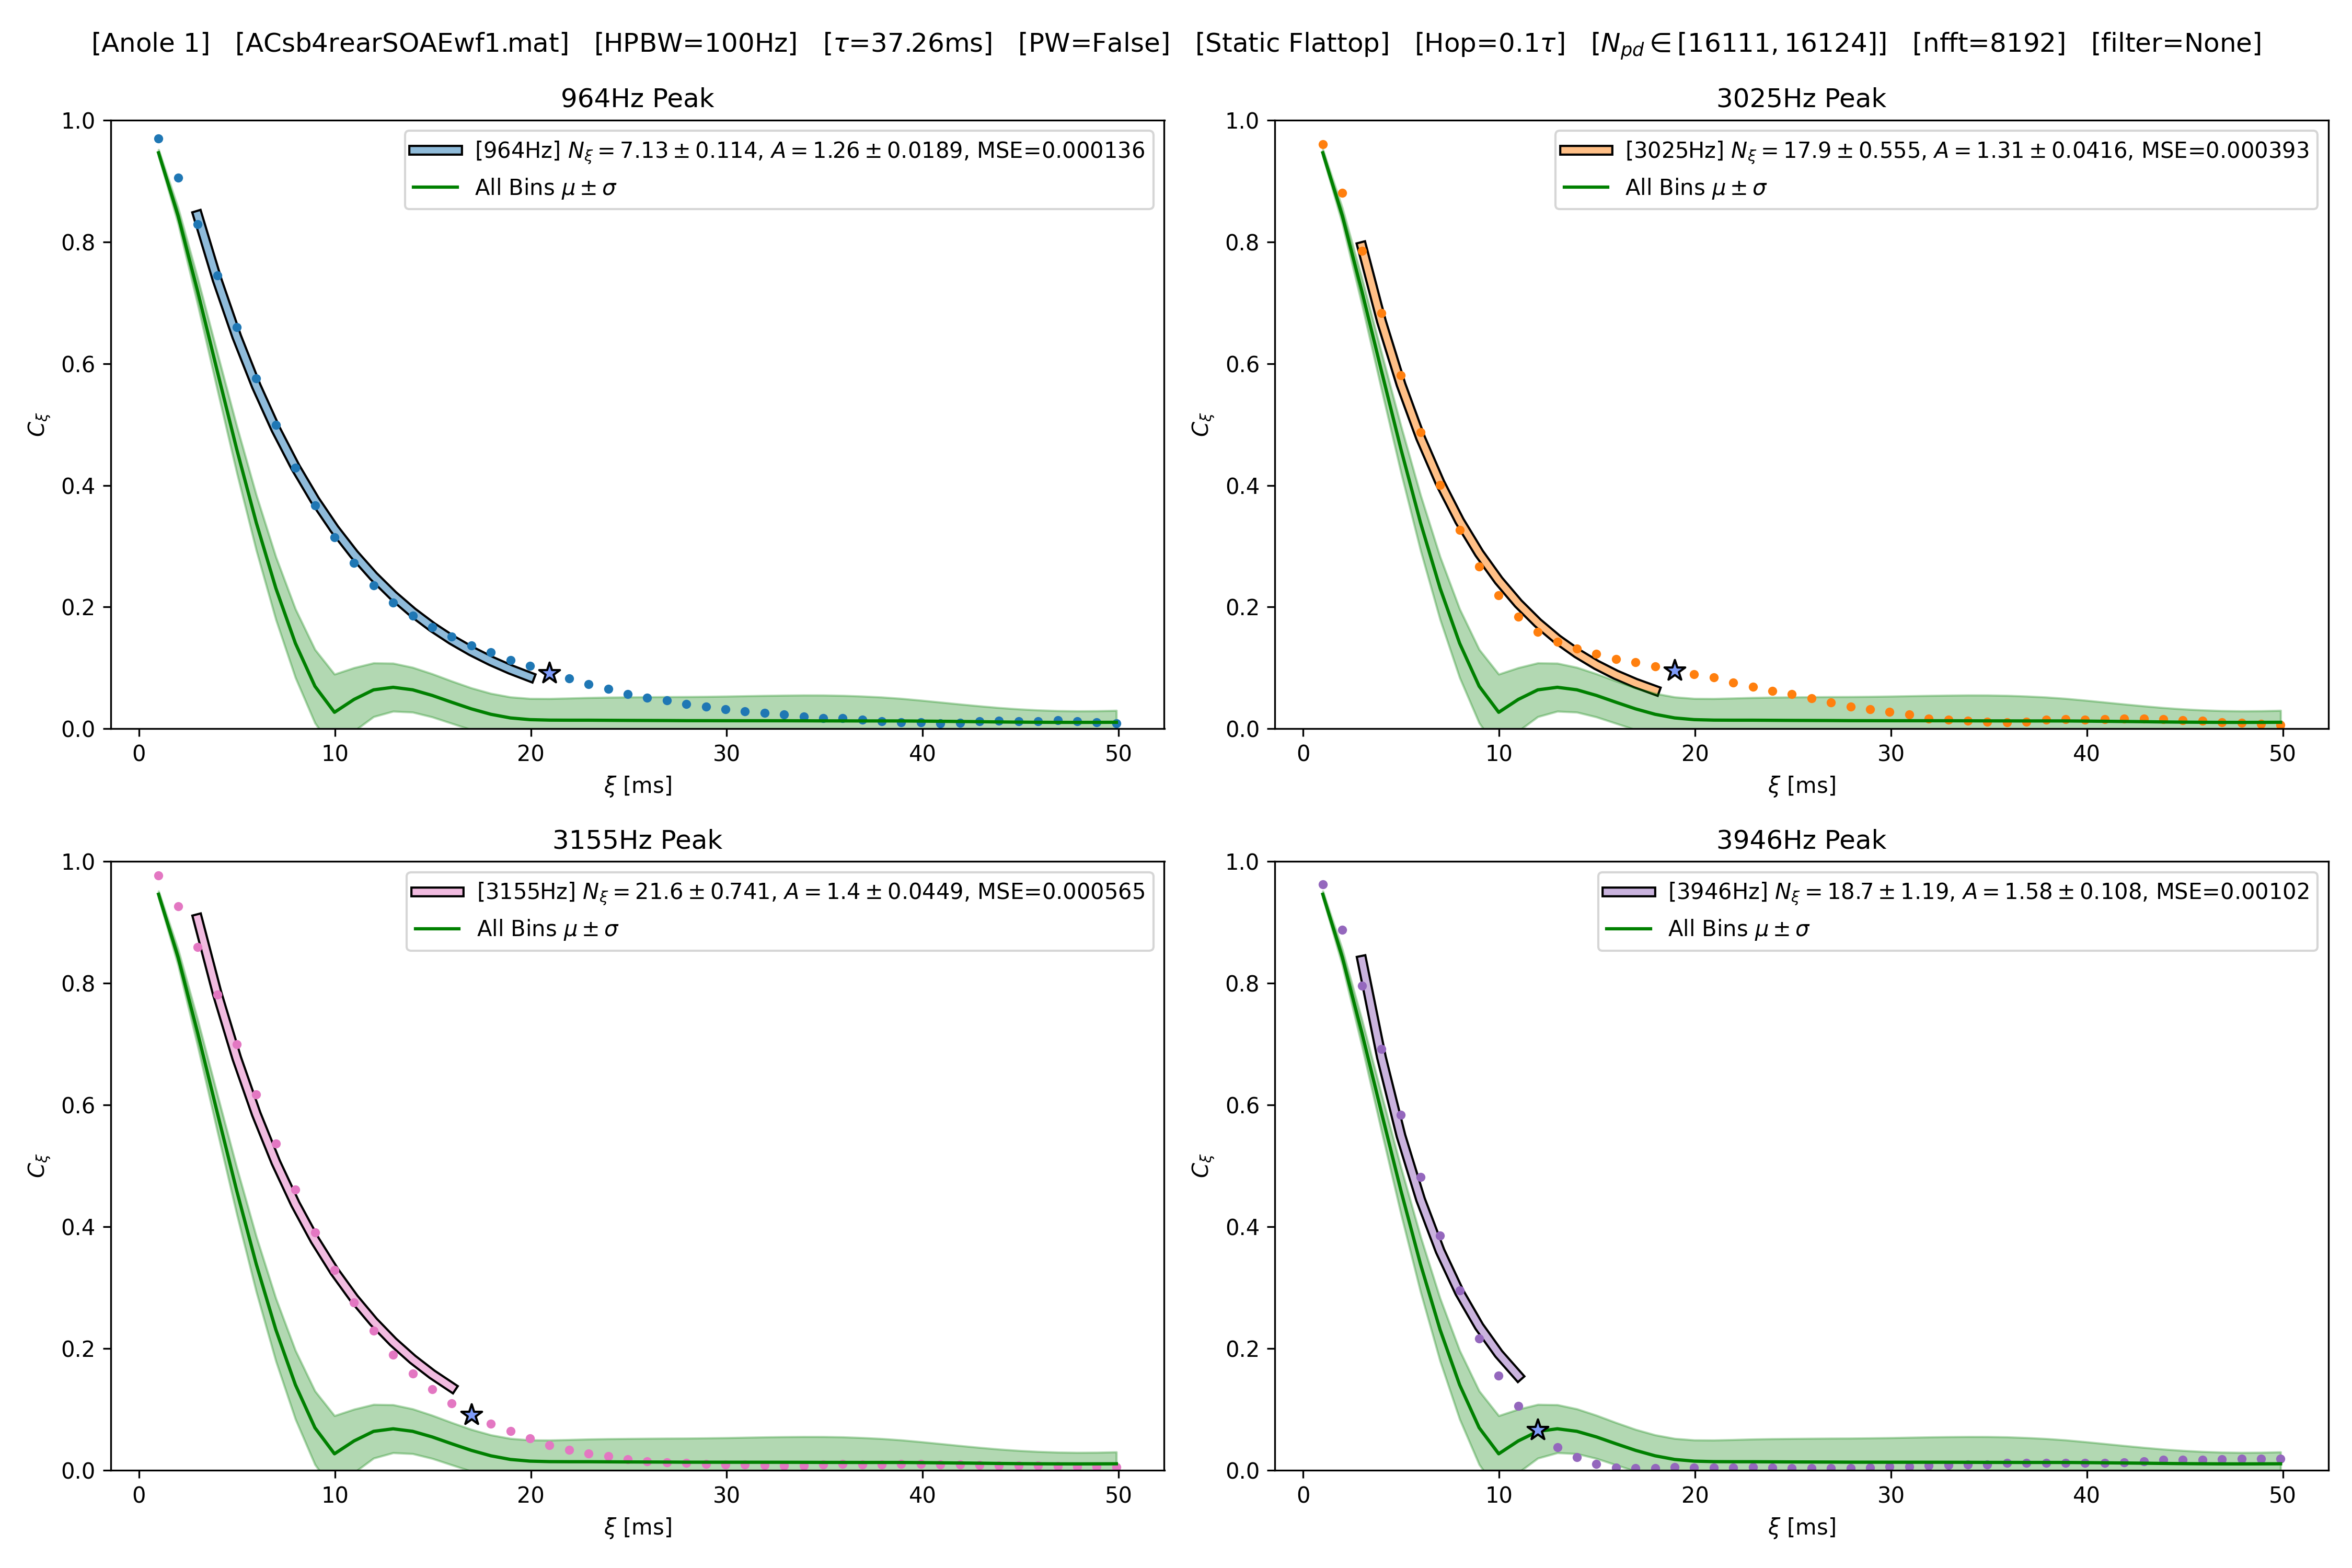 [Anole 1] [ACsb4rearSOAEwf1.mat] [HPBW=100Hz] [τ=37.26ms] [PW=False] [Static Flattop] [Hop=0.1τ] [N_pd ∈ [16111, 16124]] [nfft=8192] [filter=None]
964Hz Peak
1.0
0.8
0.6
0.4
0.2
0.0
C_ξ
[964Hz] N_ξ = 7.13 ± 0.114, A = 1.26 ± 0.0189, MSE=0.000136
All Bins μ ± σ
0 10 20 30 40 50
ξ [ms]
3025Hz Peak
1.0
0.8
0.6
0.4
0.2
0.0
C_ξ
[3025Hz] N_ξ = 17.9 ± 0.555, A = 1.31 ± 0.0416, MSE=0.000393
All Bins μ ± σ
0 10 20 30 40 50
ξ [ms]
3155Hz Peak
1.0
0.8
0.6
0.4
0.2
0.0
C_ξ
[3155Hz] N_ξ = 21.6 ± 0.741, A = 1.4 ± 0.0449, MSE=0.000565
All Bins μ ± σ
0 10 20 30 40 50
ξ [ms]
3946Hz Peak
1.0
0.8
0.6
0.4
0.2
0.0
C_ξ
[3946Hz] N_ξ = 18.7 ± 1.19, A = 1.58 ± 0.108, MSE=0.00102
All Bins μ ± σ
0 10 20 30 40 50
ξ [ms]